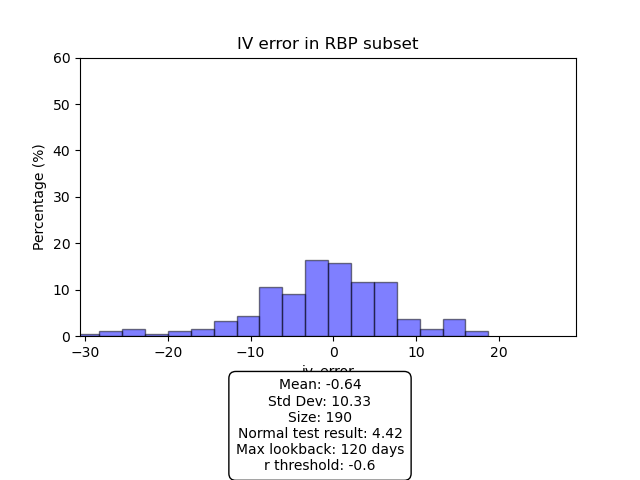 IV error in RBP subset
60
50
40
30
20
10
0
Percentage (%)
−30 −20 −10 0 10 20
iv_error
Mean: -0.64
Std Dev: 10.33
Size: 190
Normal test result: 4.42
Max lookback: 120 days
r threshold: -0.6